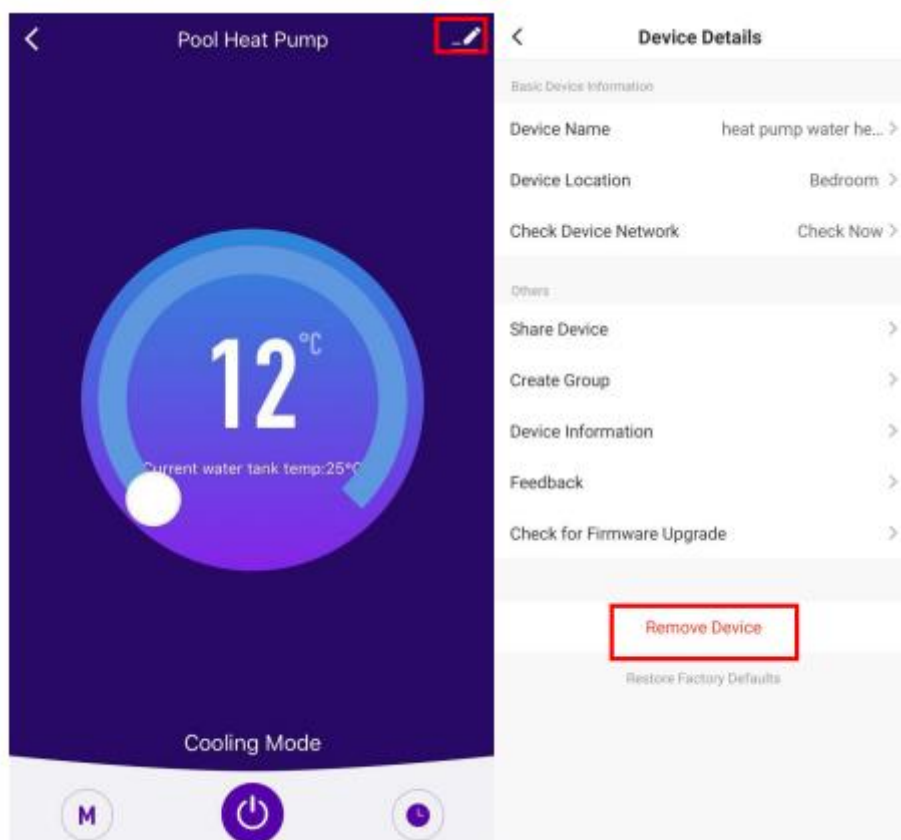 Pool Heat Pump
12°C
Current water tank temp:25°C
Cooling Mode
M
Device Details
Basic Device Information
Device Name heat pump water he...
Device Location Bedroom
Check Device Network Check Now
Others
Share Device
Create Group
Device Information
Feedback
Check for Firmware Upgrade
Remove Device
Restore Factory Defaults